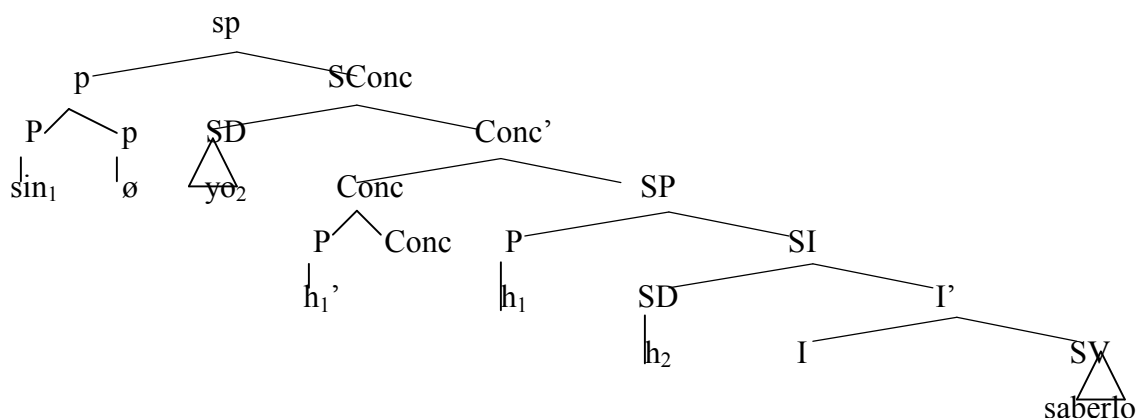 sp
p SConc
P p SD Conc’
sin₁ ø yo₂ Conc SP
P Conc P SI
h₁’ h₁ SD I’
h₂ I SV
saberlo